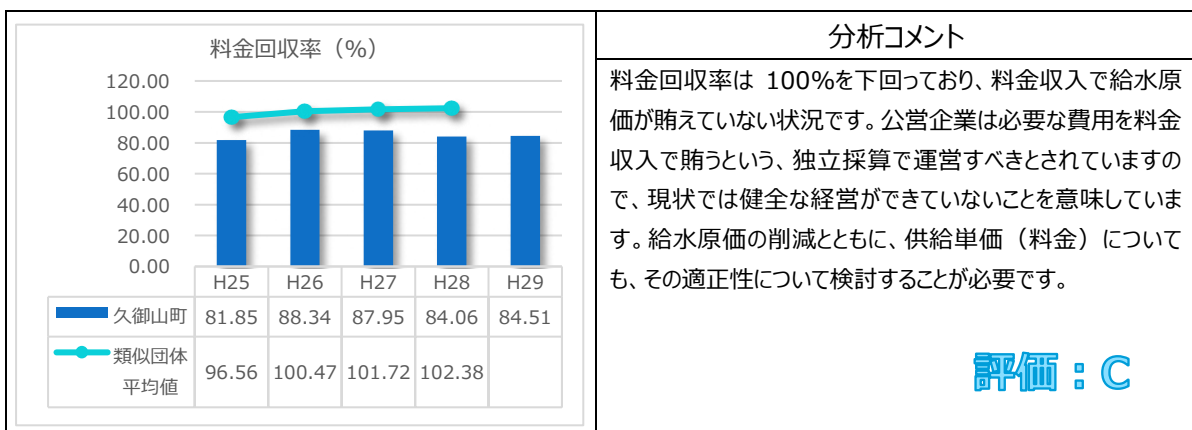 料金回収率（%）
120.00
100.00
80.00
60.00
40.00
20.00
0.00
H25 H26 H27 H28 H29
久御山町 81.85 88.34 87.95 84.06 84.51
類似団体
平均値
96.56 100.47 101.72 102.38
分析コメント
料金回収率は 100%を下回っており、料金収入で給水原
価が賄えていない状況です。公営企業は必要な費用を料金
収入で賄うという、独立採算で運営すべきとされていますの
で、現状では健全な経営ができていないことを意味していま
す。給水原価の削減とともに、供給単価（料金）について
も、その適正性について検討することが必要です。
評価：C